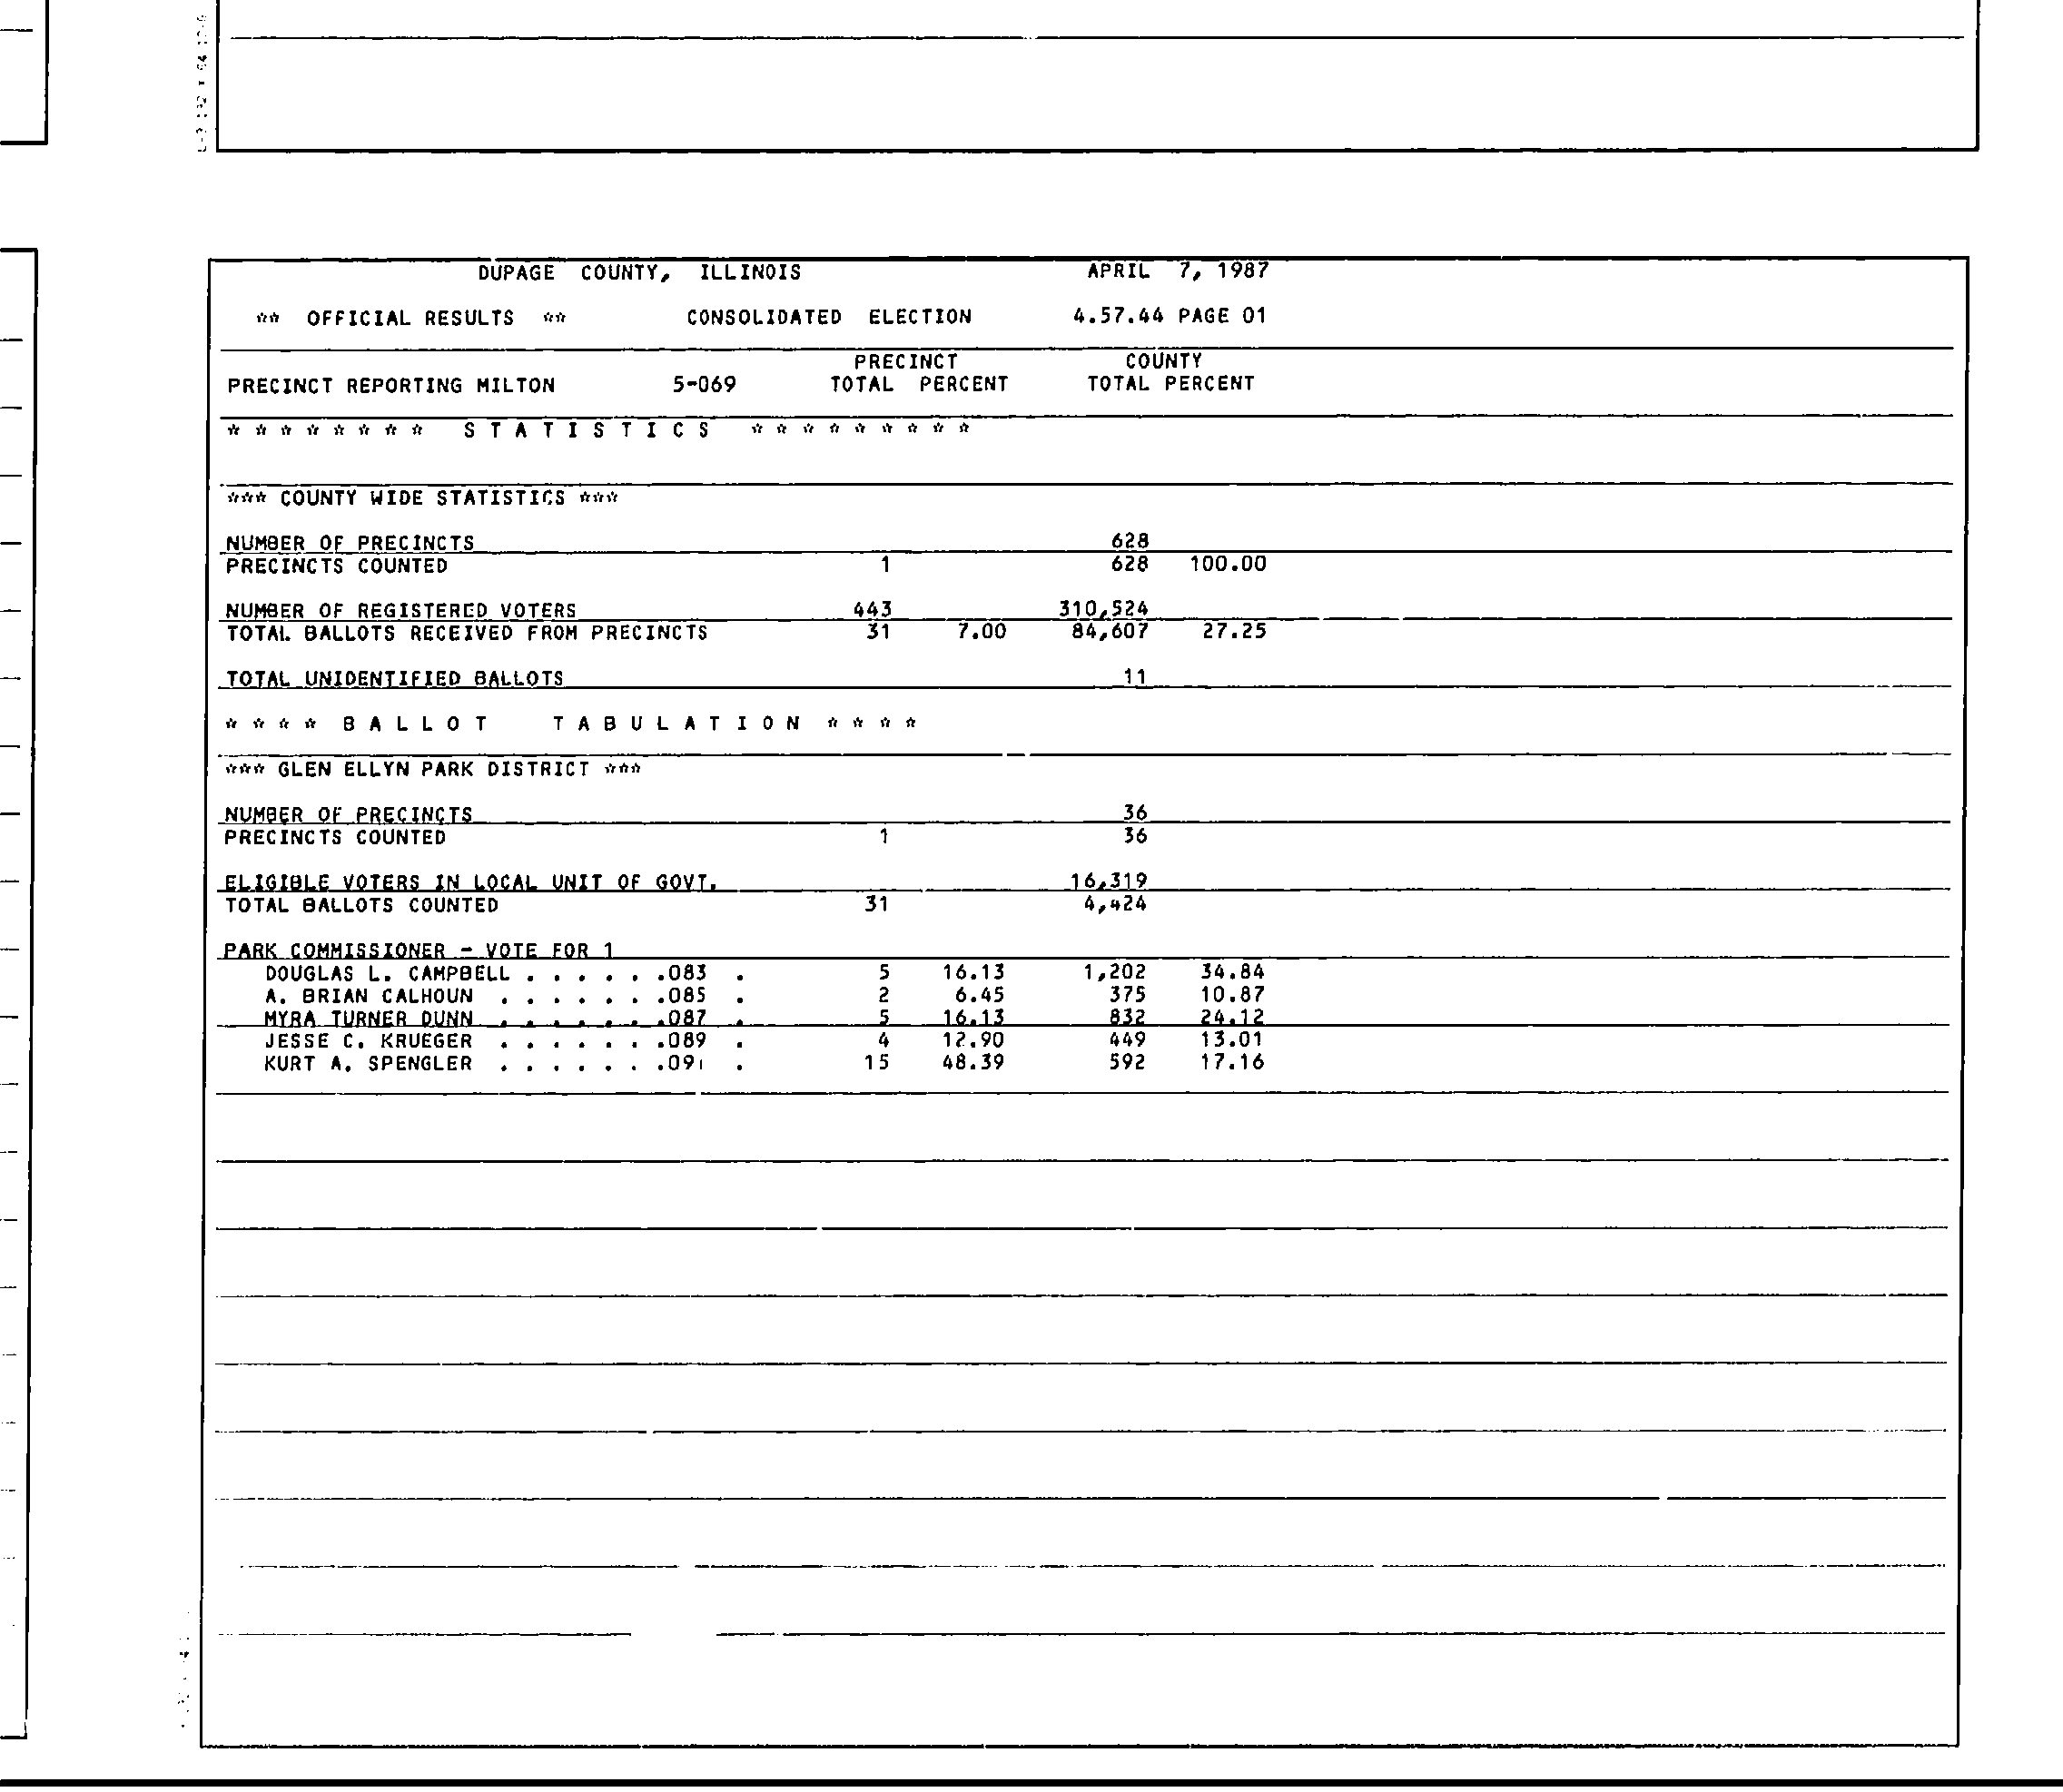 DUPAGE COUNTY, ILLINOIS APRIL 7, 1987
** OFFICIAL RESULTS ** CONSOLIDATED ELECTION 4.57.44 PAGE 01
PRECINCT COUNTY
PRECINCT REPORTING MILTON 5-069 TOTAL PERCENT TOTAL PERCENT
* * * * * * * * S T A T I S T I C S * * * * * * * * *
*** COUNTY WIDE STATISTICS ***
NUMBER OF PRECINCTS 628
PRECINCTS COUNTED 1 628 100.00
NUMBER OF REGISTERED VOTERS 443 310,524
TOTAL BALLOTS RECEIVED FROM PRECINCTS 31 7.00 84,607 27.25
TOTAL UNIDENTIFIED BALLOTS 11
* * * * B A L L O T T A B U L A T I O N * * * *
*** GLEN ELLYN PARK DISTRICT ***
NUMBER OF PRECINCTS 36
PRECINCTS COUNTED 1 36
ELIGIBLE VOTERS IN LOCAL UNIT OF GOVT. 16,319
TOTAL BALLOTS COUNTED 31 4,424
PARK COMMISSIONER - VOTE FOR 1
DOUGLAS L. CAMPBELL . . . . . .083 . 5 16.13 1,202 34.84
A. BRIAN CALHOUN . . . . . . .085 . 2 6.45 375 10.87
MYRA TURNER DUNN . . . . . . .087 . 5 16.13 832 24.12
JESSE C. KRUEGER . . . . . . .089 . 4 12.90 449 13.01
KURT A. SPENGLER . . . . . . .091 . 15 48.39 592 17.16